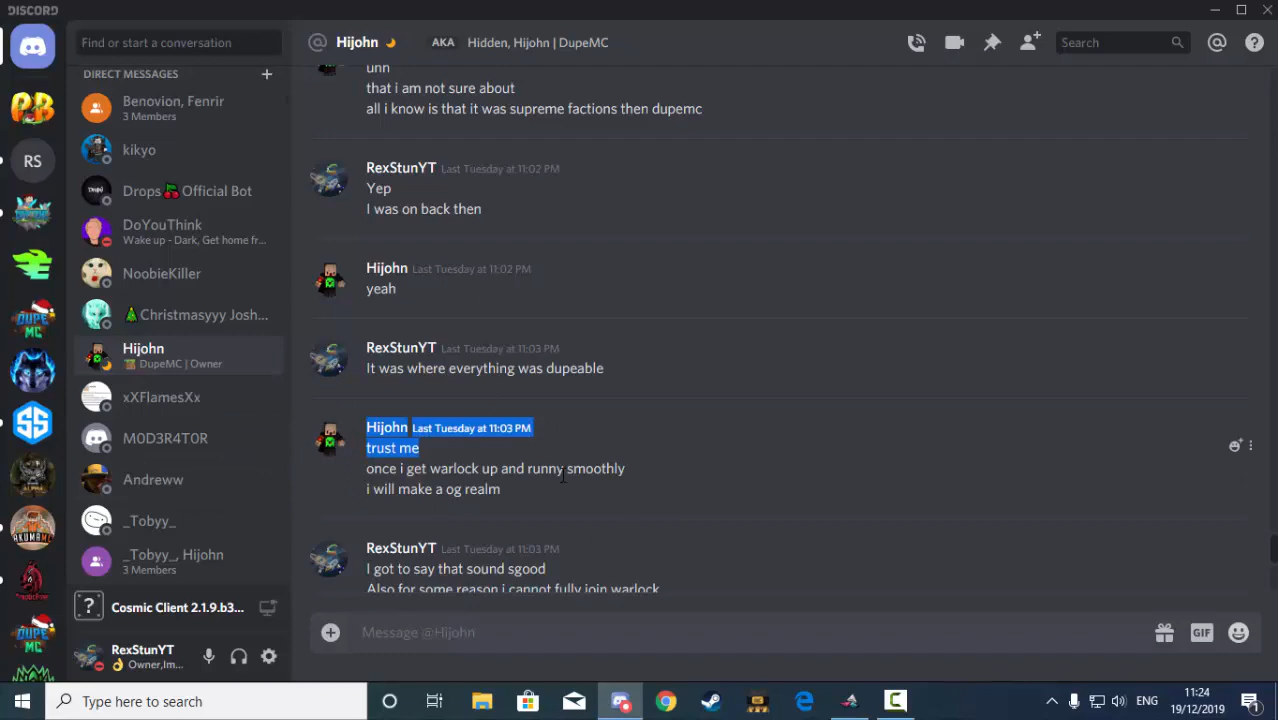 DISCORD
Find or start a conversation
Hijohn
AKA
Hidden, Hijohn | DupeMC
Search
DIRECT MESSAGES
Benovion, Fenrir
3 Members
kikyo
Drops Official Bot
DoYouThink
Wake up - Dark, Get home fr...
NoobieKiller
Christmasyyy Josh...
Hijohn
DupeMC | Owner
xXFlamesXx
M0D3R4T0R
Andreww
_Tobyy_
_Tobyy_, Hijohn
3 Members
Cosmic Client 2.1.9.b3...
RexStunYT
Owner,Im...
PB
RS
DUPE MC
DUPE MC
uhh
that i am not sure about
all i know is that it was supreme factions then dupemc
RexStunYT Last Tuesday at 11:02 PM
Yep
I was on back then
Hijohn Last Tuesday at 11:02 PM
yeah
RexStunYT Last Tuesday at 11:03 PM
It was where everything was dupeable
Hijohn Last Tuesday at 11:03 PM
trust me
once i get warlock up and runny smoothly
i will make a og realm
RexStunYT Last Tuesday at 11:03 PM
I got to say that sound sgood
Also for some reason i cannot fully join warlock
Message @Hijohn
GIF
Type here to search
ENG
11:24
19/12/2019
1